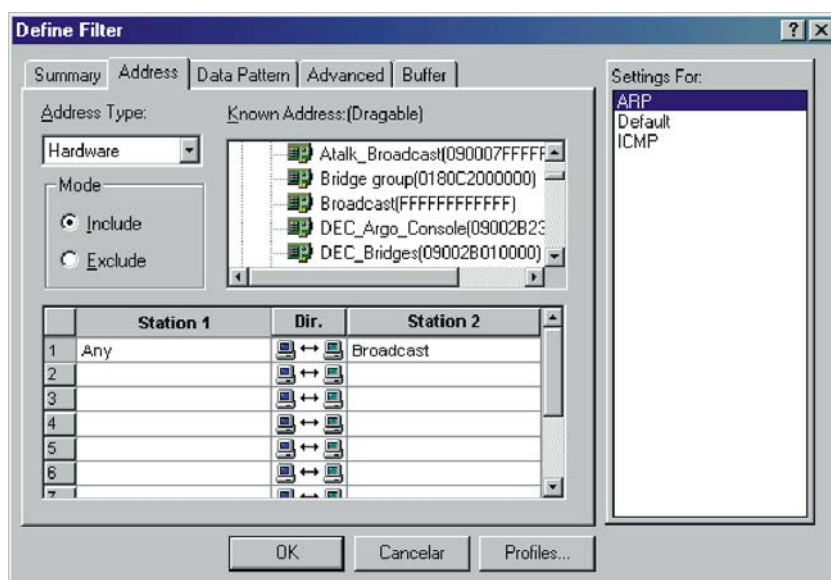 Define Filter
Summary Address Data Pattern Advanced Buffer
Address Type:
Hardware
Mode
Include
Exclude
Known Address:(Dragable)
Atalk_Broadcast(090007FFFFF
Bridge group(0180C2000000)
Broadcast(FFFFFFFFFFFF)
DEC_Argo_Console(09002B23
DEC_Bridges(09002B010000)
Station 1 Dir. Station 2
1 Any Broadcast
2
3
4
5
6
7
Settings For:
ARP
Default
ICMP
OK Cancelar Profiles...